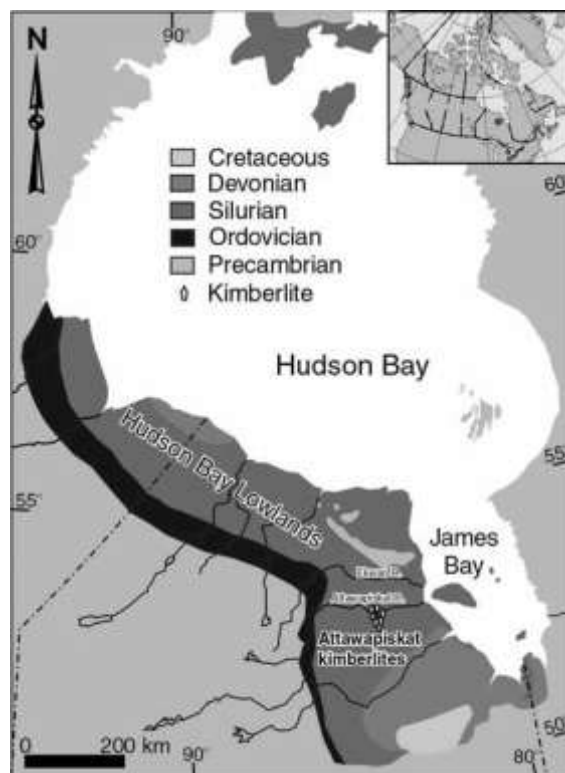 N
90°
Cretaceous
Devonian
Silurian
Ordovician
Precambrian
Kimberlite
60°
60°
Hudson Bay
Hudson Bay Lowlands
55°
55°
James
Bay
Attawapiskat R.
Attawapiskat
kimberlites
0 200 km
90°
80°
50°